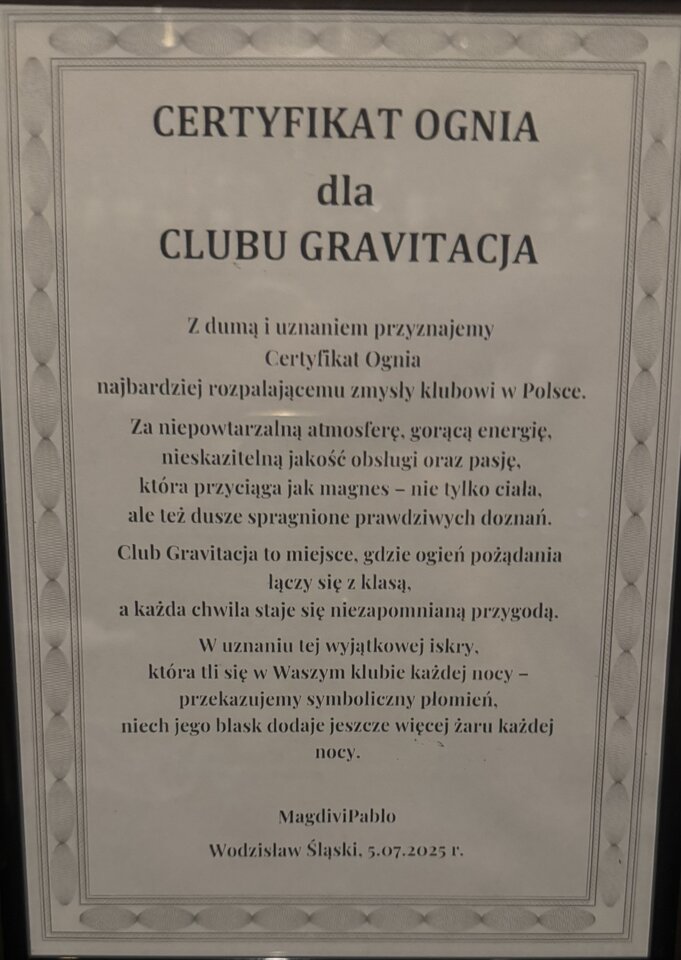 CERTYFIKAT OGNIA
dla
CLUBU GRAVITACJA
Z dumą i uznaniem przyznajemy
Certyfikat Ognia
najbardziej rozpalającemu zmysły klubowi w Polsce.
Za niepowtarzalną atmosferę, gorącą energię,
nieskazitelną jakość obsługi oraz pasję,
która przyciąga jak magnes – nie tylko ciała,
ale też dusze spragnione prawdziwych doznań.
Club Gravitacja to miejsce, gdzie ogień pożądania
łączy się z klasą,
a każda chwila staje się niezapomnianą przygodą.
W uznaniu tej wyjątkowej iskry,
która tli się w Waszym klubie każdej nocy –
przekazujemy symboliczny płomień,
niech jego blask dodaje jeszcze więcej żaru każdej
nocy.
MagdiviPablo
Wodzisław Śląski, 5.07.2025 r.